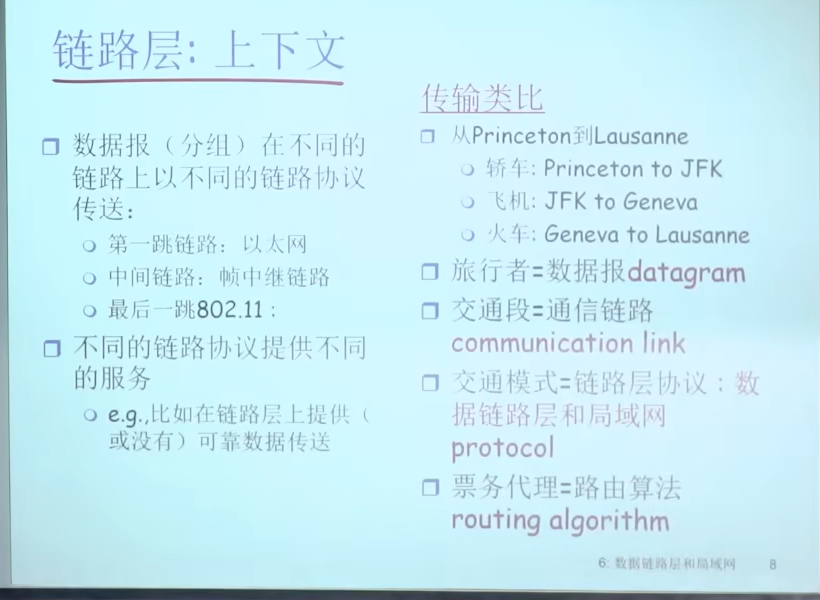 链路层: 上下文
❒ 数据报（分组）在不同的
链路上以不同的链路协议
传送:
❍ 第一跳链路: 以太网
❍ 中间链路: 帧中继链路
❍ 最后一跳802.11 :
❒ 不同的链路协议提供不同
的服务
❍ e.g.,比如在链路层上提供（
或没有）可靠数据传送
传输类比
❒ 从Princeton到Lausanne
❍ 轿车: Princeton to JFK
❍ 飞机: JFK to Geneva
❍ 火车: Geneva to Lausanne
❒ 旅行者=数据报datagram
❒ 交通段=通信链路
communication link
❒ 交通模式=链路层协议 : 数
据链路层和局域网
protocol
❒ 票务代理=路由算法
routing algorithm
6: 数据链路层和局域网 8